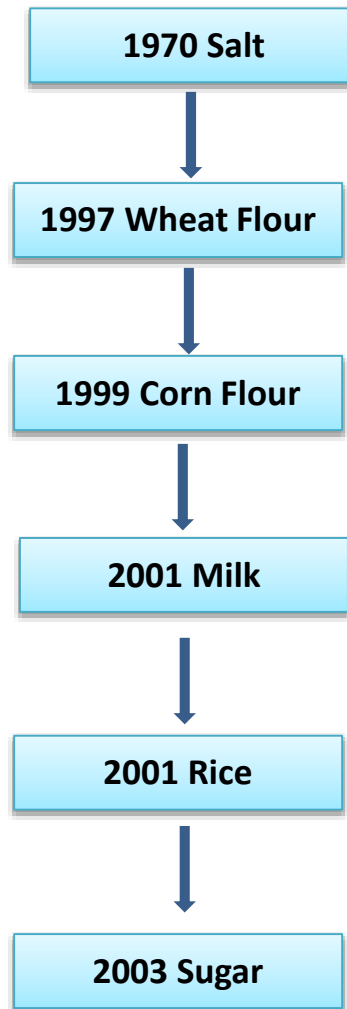 1970 Salt
1997 Wheat Flour
1999 Corn Flour
2001 Milk
2001 Rice
2003 Sugar